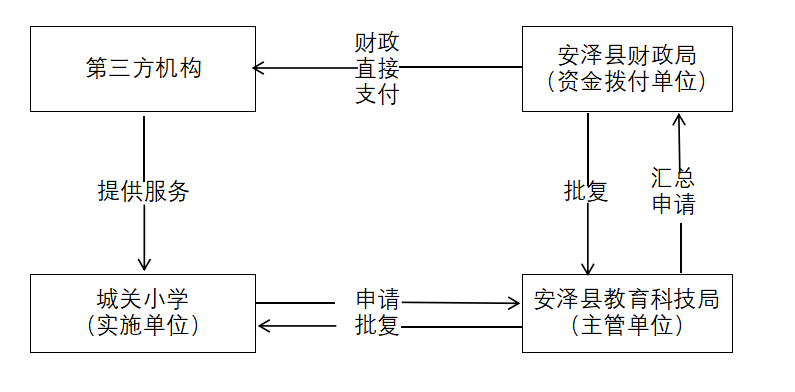 第三方机构
财政
直接
支付
安泽县财政局
（资金拨付单位）
提供服务
批复
汇总
申请
城关小学
（实施单位）
申请
批复
安泽县教育科技局
（主管单位）